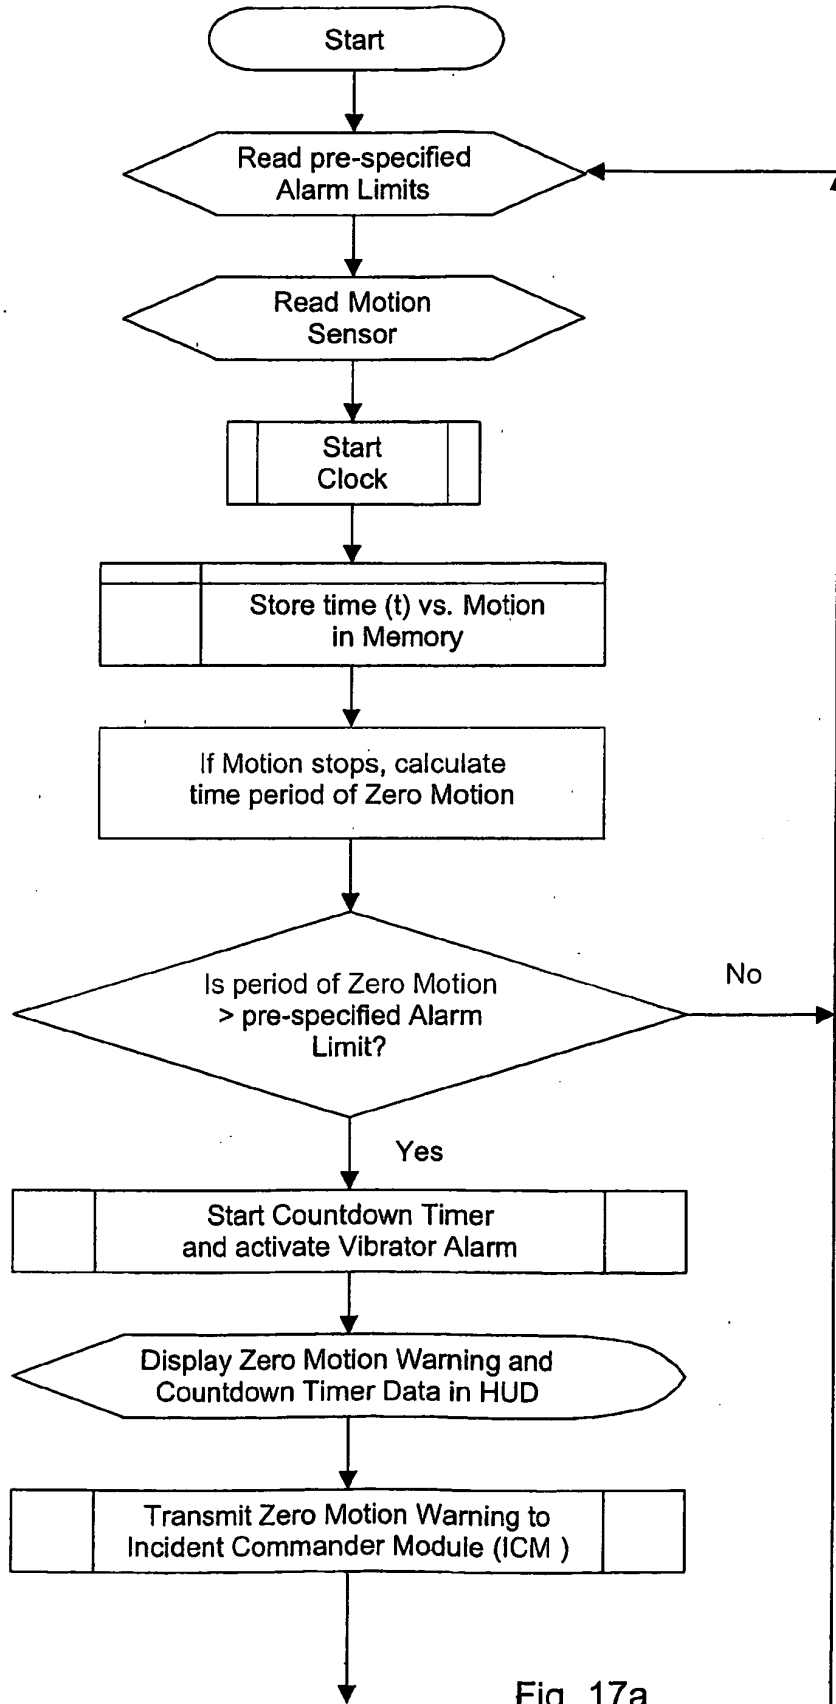 Start
Read pre-specified
Alarm Limits
Read Motion
Sensor
Start
Clock
Store time (t) vs. Motion
in Memory
If Motion stops, calculate
time period of Zero Motion
Is period of Zero Motion
> pre-specified Alarm
Limit?
No
Yes
Start Countdown Timer
and activate Vibrator Alarm
Display Zero Motion Warning and
Countdown Timer Data in HUD
Transmit Zero Motion Warning to
Incident Commander Module (ICM )
Fig. 17a